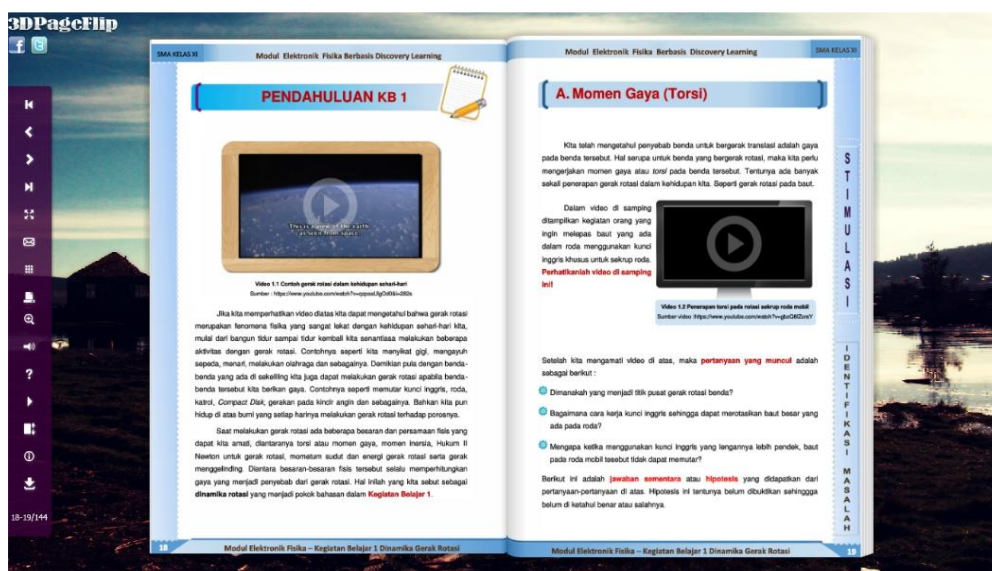 3DPageFlip
18-19/144
SMA KELAS XI
Modul Elektronik Fisika Berbasis Discovery Learning
PENDAHULUAN KB 1
This is a view of the earth
as seen from space.
Video 1.1 Contoh gerak rotasi dalam kehidupan sehari-hari
Jika kita memperhatikan video diatas kita dapat mengetahui bahwa gerak rotasi
merupakan fenomena fisika yang sangat lekat dengan kehidupan sehari-hari kita,
mulai dari bangun tidur sampai tidur kembali kita senantiasa melakukan beberapa
aktivitas dengan gerak rotasi. Contohnya seperti kita menyikat gigi, mengayuh
sepeda, menari, melakukan olahraga dan sebagainya. Demikian pula dengan benda-
benda yang ada di sekeliling kita juga dapat melakukan gerak rotasi apabila benda-
benda tersebut kita berikan gaya. Contohnya seperti memutar kunci inggris, roda,
katrol, Compact Disk, gerakan pada kincir angin dan sebagainya. Bahkan kita pun
hidup di atas bumi yang setiap harinya melakukan gerak rotasi terhadap porosnya.
Saat melakukan gerak rotasi ada beberapa besaran dan persamaan fisis yang
dapat kita amati, diantaranya torsi atau momen gaya, momen inersia, Hukum II
Newton untuk gerak rotasi, mometum sudut dan energi gerak rotasi serta gerak
menggelinding. Diantara besaran-besaran fisis tersebut selalu memperhitungkan
gaya yang menjadi penyebab dari gerak rotasi. Hal inilah yang kita sebut sebagai
dinamika rotasi yang menjadi pokok bahasan dalam Kegiatan Belajar 1.
18
Modul Elektronik Fisika – Kegiatan Belajar 1 Dinamika Gerak Rotasi
Modul Elektronik Fisika Berbasis Discovery Learning
SMA KELAS XI
A. Momen Gaya (Torsi)
Kita telah mengetahui penyebab benda untuk bergerak translasi adalah gaya
pada benda tersebut. Hal serupa untuk benda yang bergerak rotasi, maka kita perlu
mengerjakan momen gaya atau torsi pada benda tersebut. Tentunya ada banyak
sekali penerapan gerak rotasi dalam kehidupan kita. Seperti gerak rotasi pada baut.
Dalam video di samping
ditampilkan kegiatan orang yang
ingin melepas baut yang ada
dalam roda menggunakan kunci
inggris khusus untuk sekrup roda.
Perhatikanlah video di samping
ini!
Video 1.2 Penerapan torsi pada rotasi sekrup roda mobil
Setelah kita mengamati video di atas, maka pertanyaan yang muncul adalah
sebagai berikut :
Dimanakah yang menjadi titik pusat gerak rotasi benda?
Bagaimana cara kerja kunci inggris sehingga dapat merotasikan baut besar yang
ada pada roda?
Mengapa ketika menggunakan kunci inggris yang lengannya lebih pendek, baut
pada roda mobil tesebut tidak dapat memutar?
Berikut ini adalah jawaban sementara atau hipotesis yang didapatkan dari
pertanyaan-pertanyaan di atas. Hipotesis ini tentunya belum dibuktikan sehinggga
belum di ketahui benar atau salahnya.
STIMULASI
IDENTIFIKASI MASALAH
Modul Elektronik Fisika – Kegiatan Belajar 1 Dinamika Gerak Rotasi
19